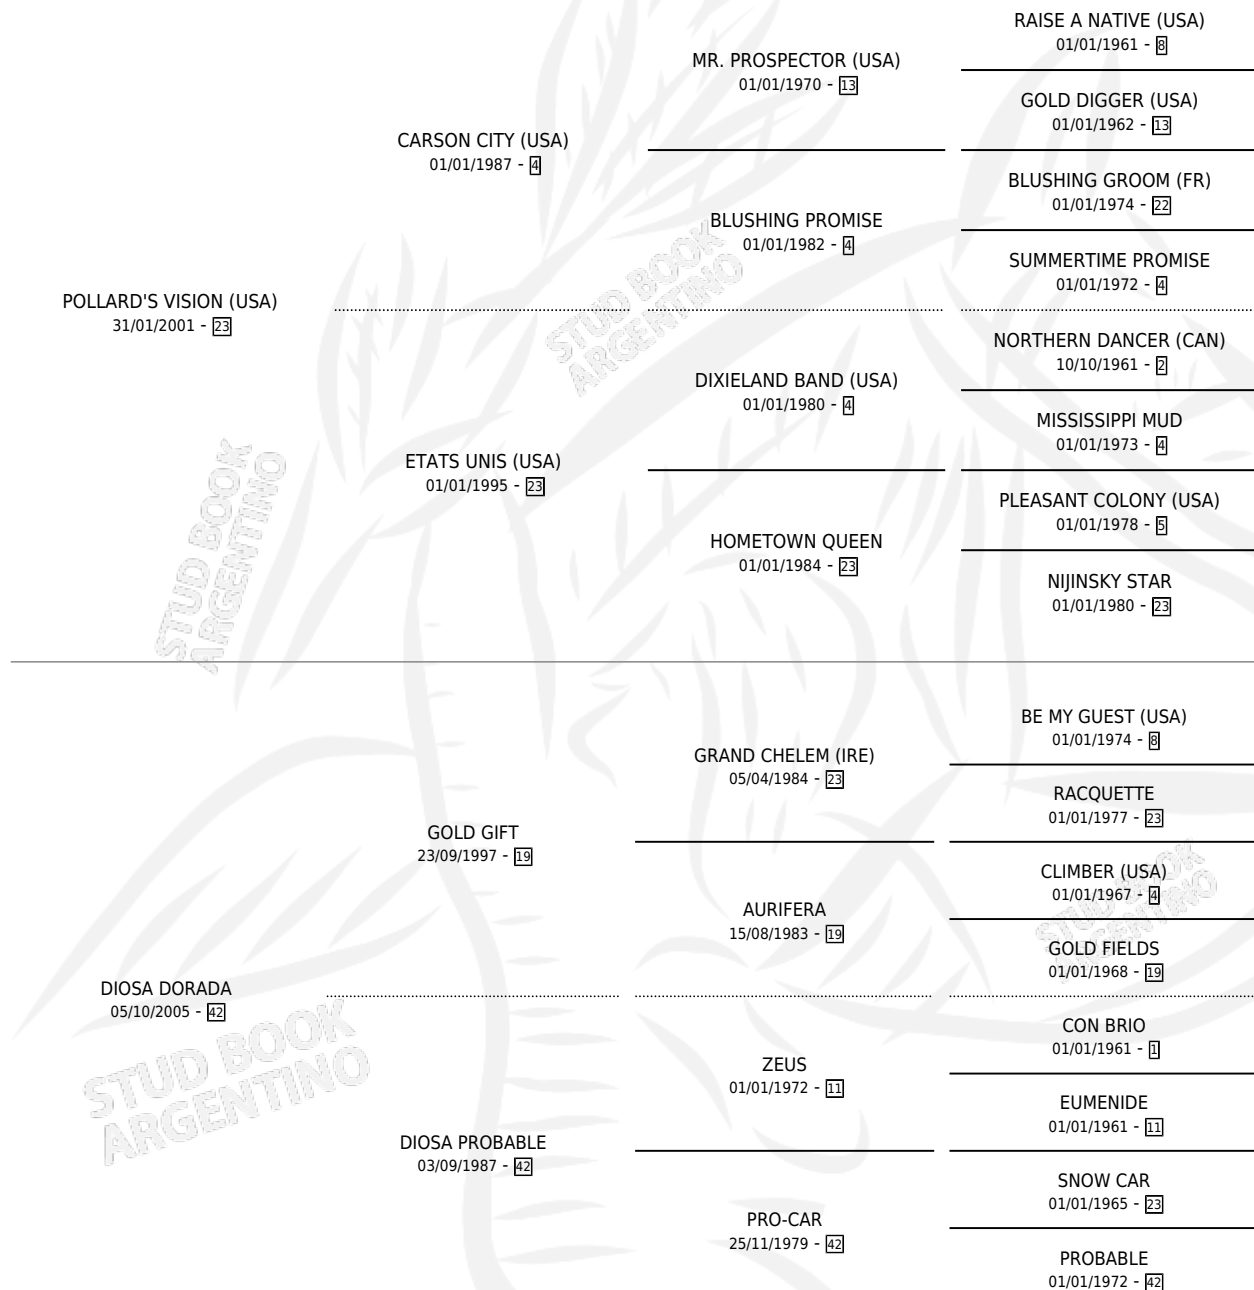 RAISE A NATIVE (USA)
01/01/1961 - 8
MR. PROSPECTOR (USA)
01/01/1970 - 13
GOLD DIGGER (USA)
01/01/1962 - 13
CARSON CITY (USA)
01/01/1987 - 4
BLUSHING GROOM (FR)
01/01/1974 - 22
BLUSHING PROMISE
01/01/1982 - 4
SUMMERTIME PROMISE
01/01/1972 - 4
POLLARD'S VISION (USA)
31/01/2001 - 23
NORTHERN DANCER (CAN)
10/10/1961 - 2
DIXIELAND BAND (USA)
01/01/1980 - 4
MISSISSIPPI MUD
01/01/1973 - 4
ETATS UNIS (USA)
01/01/1995 - 23
PLEASANT COLONY (USA)
01/01/1978 - 5
HOMETOWN QUEEN
01/01/1984 - 23
NIJINSKY STAR
01/01/1980 - 23
BE MY GUEST (USA)
01/01/1974 - 8
GRAND CHELEM (IRE)
05/04/1984 - 23
RACQUETTE
01/01/1977 - 23
GOLD GIFT
23/09/1997 - 19
CLIMBER (USA)
01/01/1967 - 4
AURIFERA
15/08/1983 - 19
GOLD FIELDS
01/01/1968 - 19
DIOSA DORADA
05/10/2005 - 42
CON BRIO
01/01/1961 - 1
ZEUS
01/01/1972 - 11
EUMENIDE
01/01/1961 - 11
DIOSA PROBABLE
03/09/1987 - 42
SNOW CAR
01/01/1965 - 23
PRO-CAR
25/11/1979 - 42
PROBABLE
01/01/1972 - 42
STUD BOOK
ARGENTINO
STUD BOOK
ARGENTINO
STUD BOOK
ARGENTINO
STUD BOOK
ARGENTINO